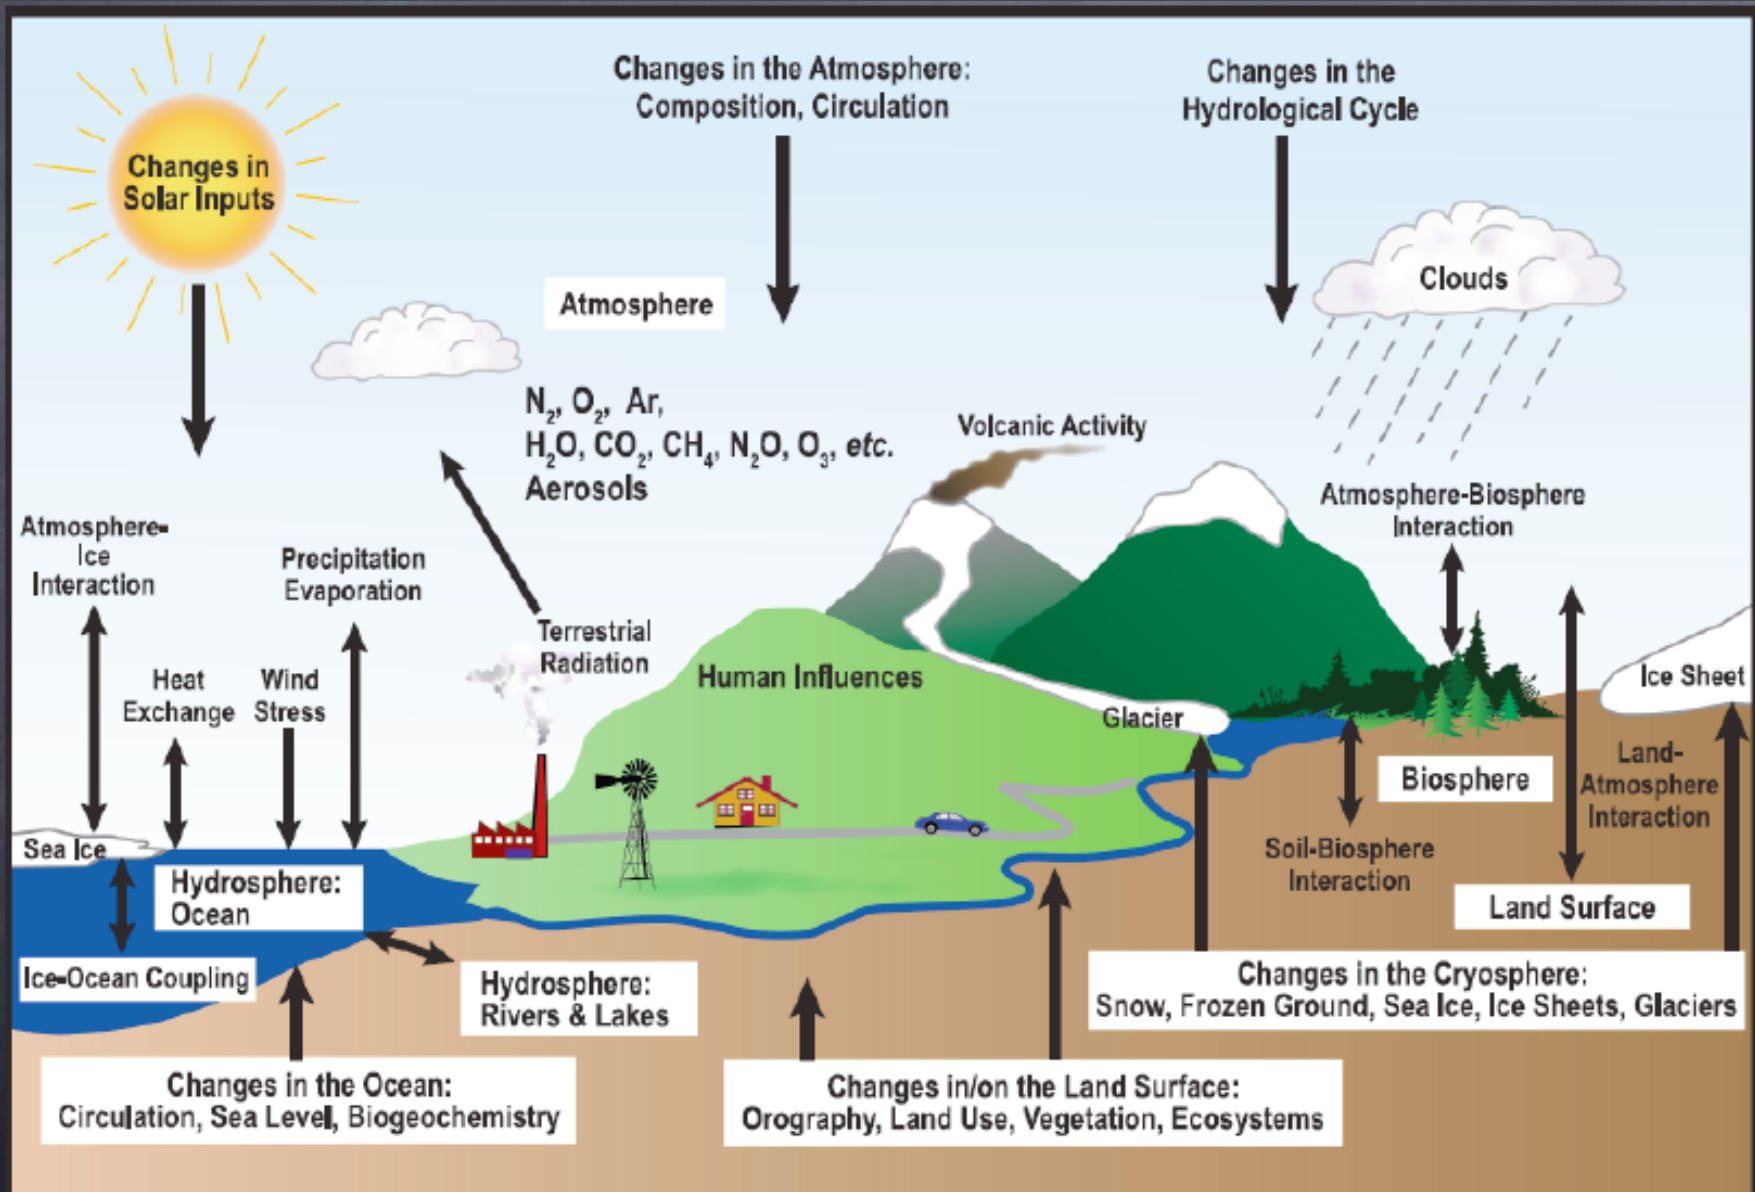 Changes in the Atmosphere:
Composition, Circulation
Changes in the
Hydrological Cycle
Changes in
Solar Inputs
Clouds
Atmosphere
N₂, O₂, Ar,
H₂O, CO₂, CH₄, N₂O, O₃, etc.
Aerosols
Volcanic Activity
Atmosphere-Biosphere
Interaction
Atmosphere-
Ice
Interaction
Precipitation
Evaporation
Terrestrial
Radiation
Heat
Exchange
Wind
Stress
Human Influences
Ice Sheet
Glacier
Biosphere
Land-
Atmosphere
Interaction
Soil-Biosphere
Interaction
Sea Ice
Hydrosphere:
Ocean
Land Surface
Ice-Ocean Coupling
Hydrosphere:
Rivers & Lakes
Changes in the Cryosphere:
Snow, Frozen Ground, Sea Ice, Ice Sheets, Glaciers
Changes in the Ocean:
Circulation, Sea Level, Biogeochemistry
Changes in/on the Land Surface:
Orography, Land Use, Vegetation, Ecosystems